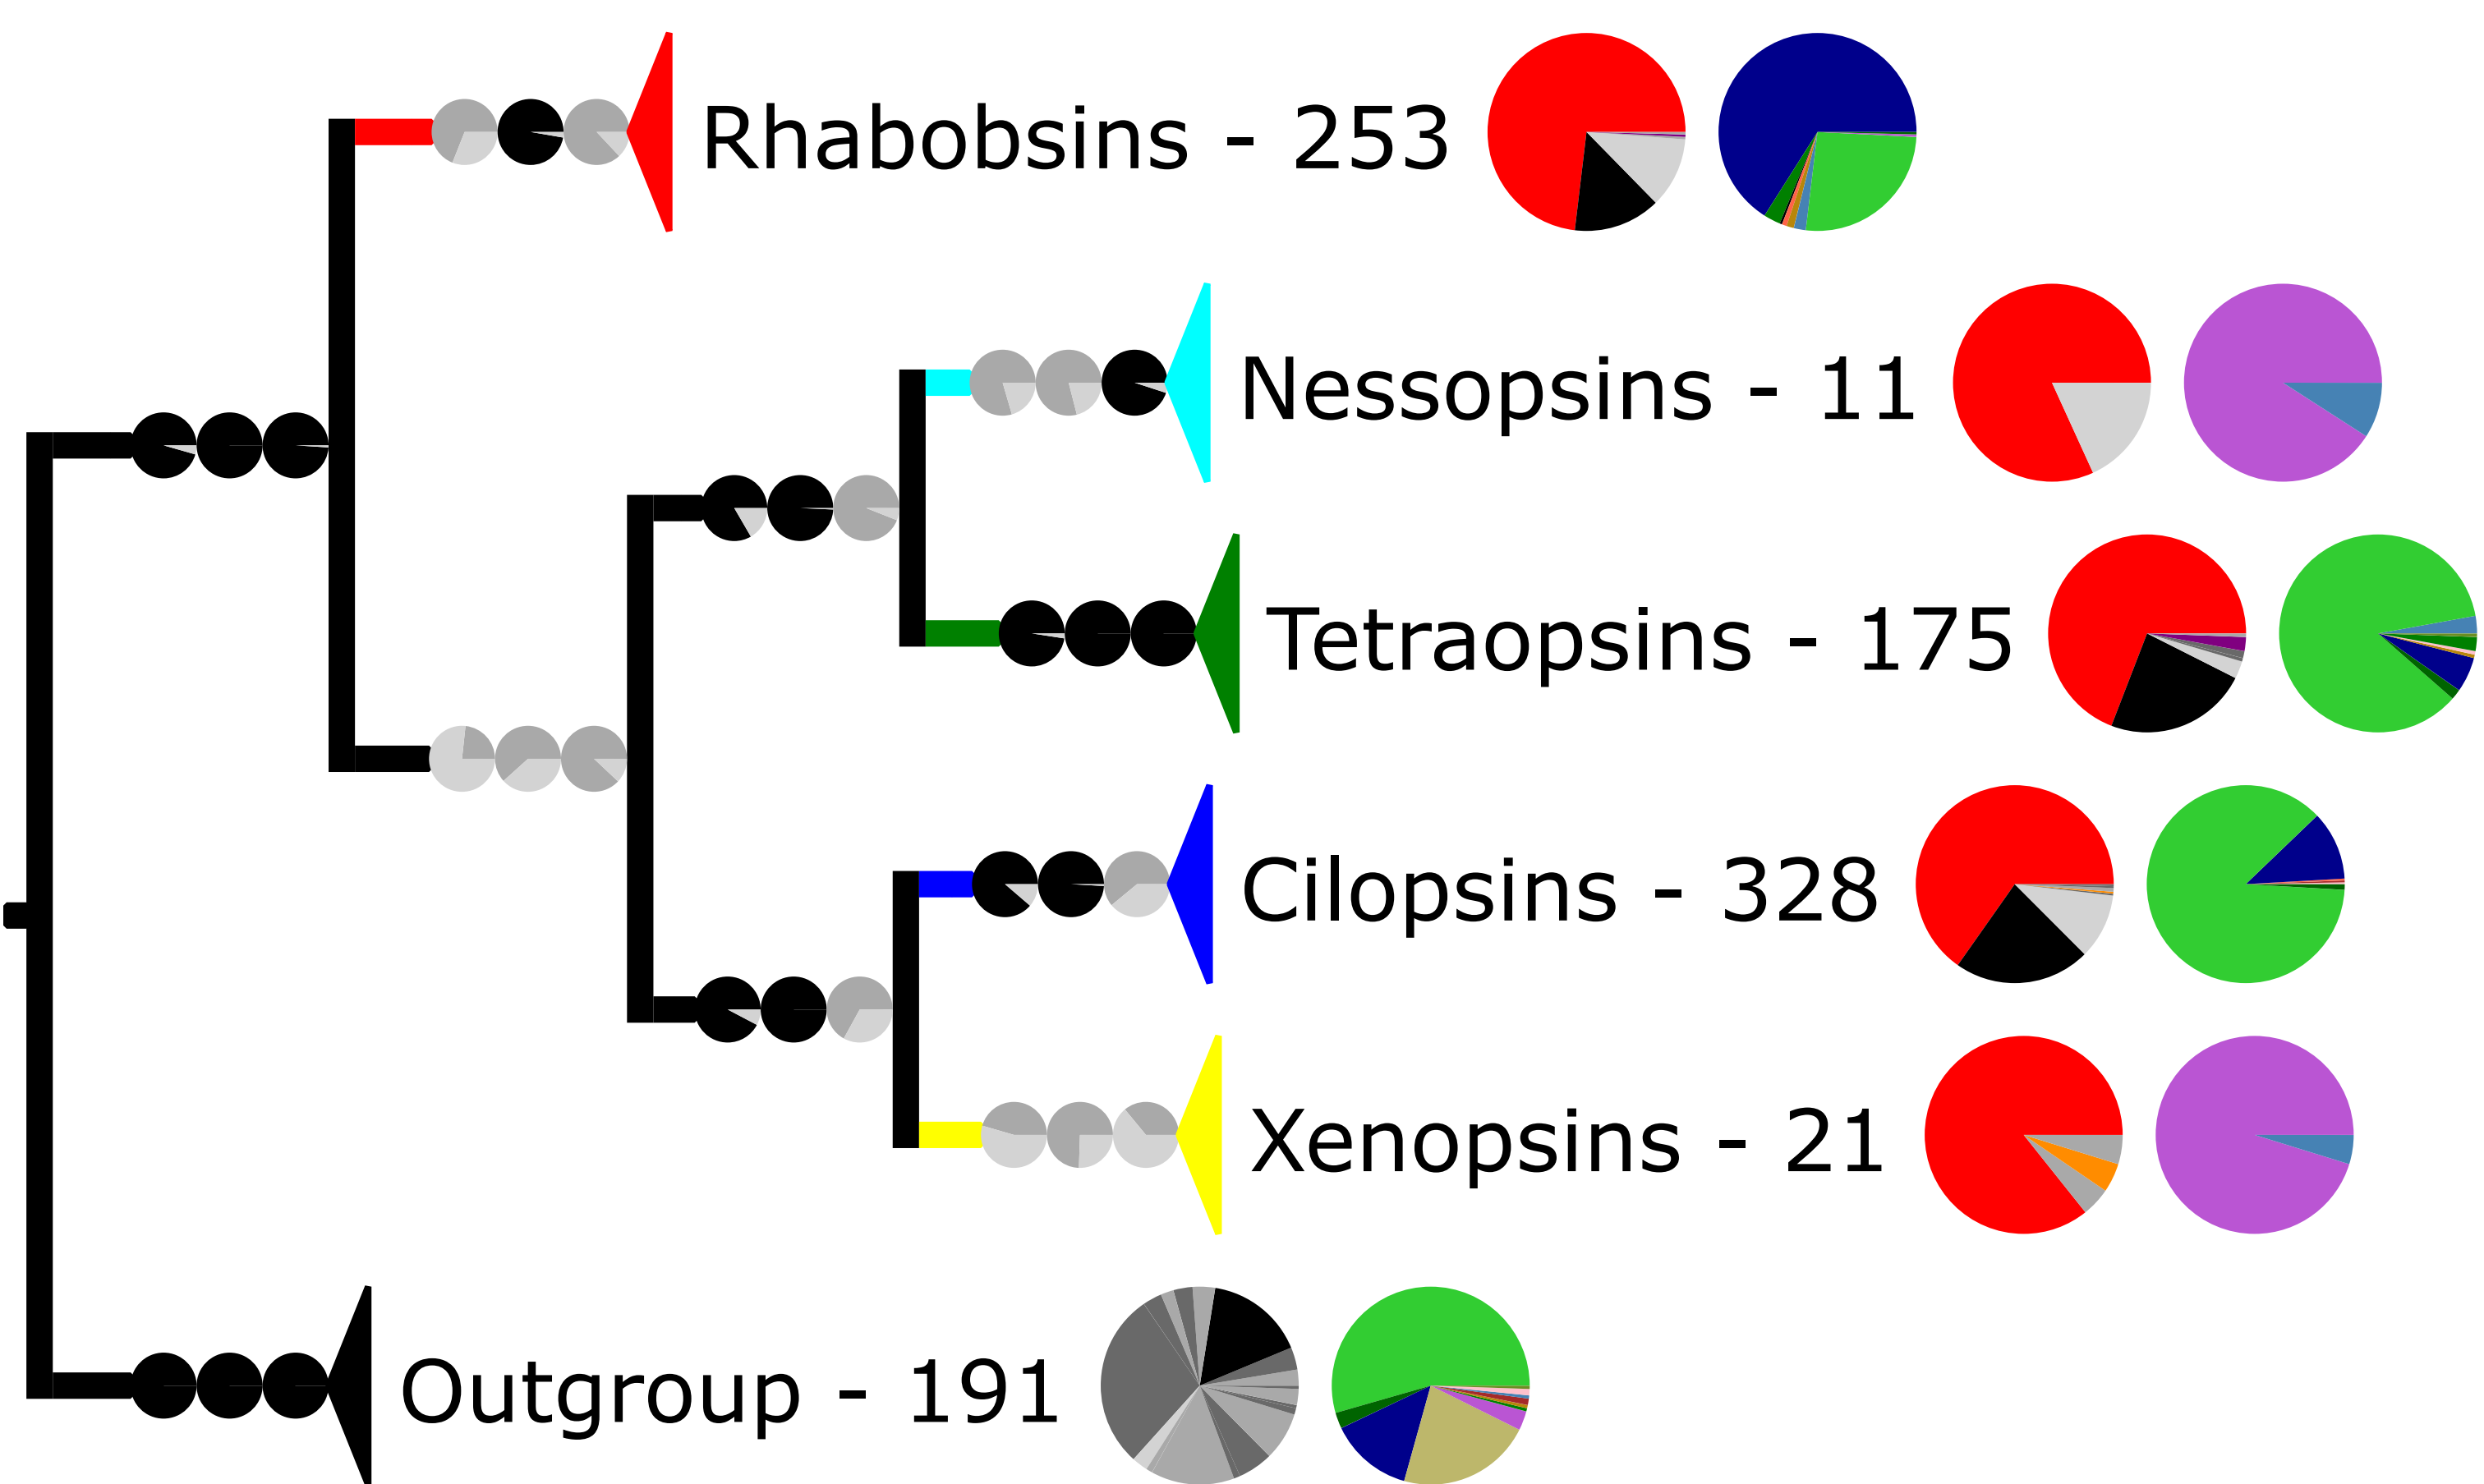 Rhabobsins - 253
Nessopsins - 11
Tetraopsins - 175
Cilopsins - 328
Xenopsins - 21
Outgroup - 191